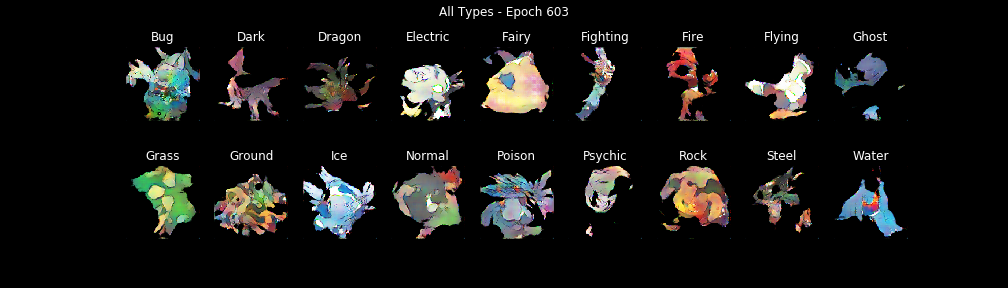 All Types - Epoch 603
Bug Dark Dragon Electric Fairy Fighting Fire Flying Ghost
Grass Ground Ice Normal Poison Psychic Rock Steel Water